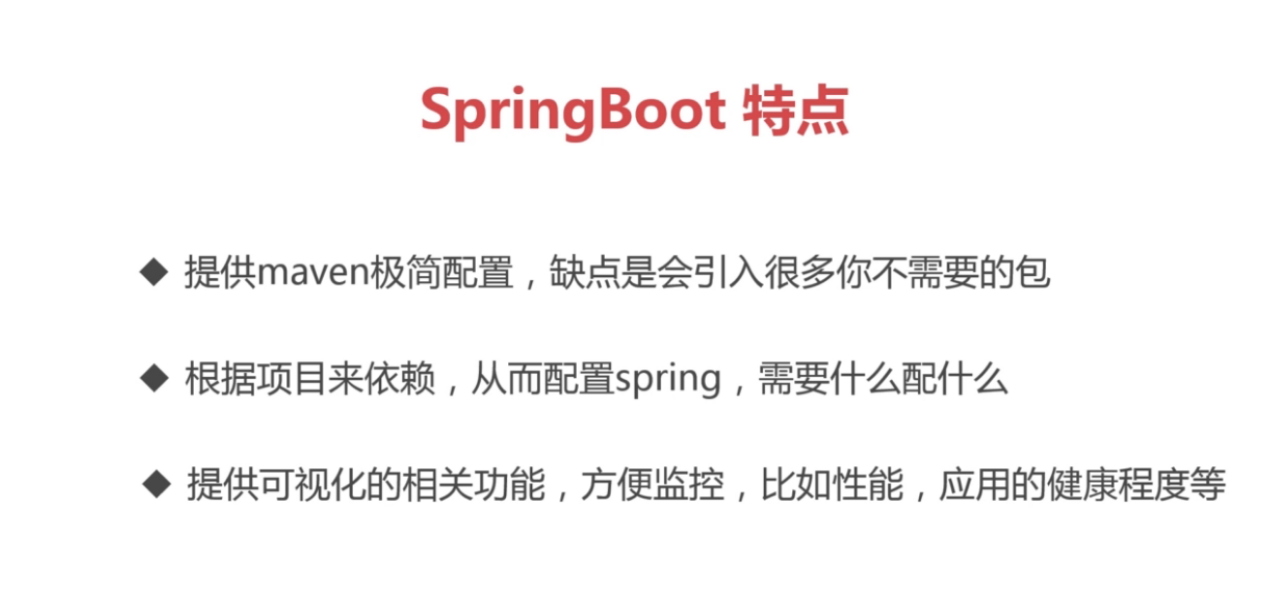 SpringBoot 特点
◆ 提供maven极简配置，缺点是会引入很多你不需要的包
◆ 根据项目来依赖，从而配置spring，需要什么配什么
◆ 提供可视化的相关功能，方便监控，比如性能，应用的健康程度等